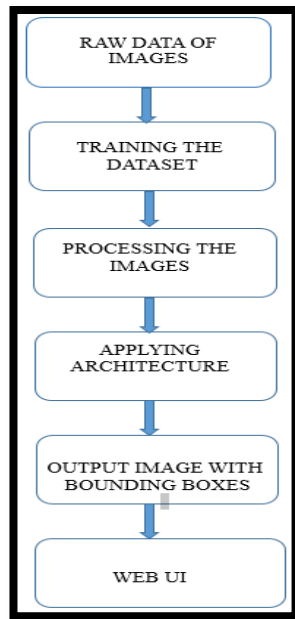 RAW DATA OF
IMAGES
TRAINING THE
DATASET
PROCESSING THE
IMAGES
APPLYING
ARCHITECTURE
OUTPUT IMAGE WITH
BOUNDING BOXES
WEB UI